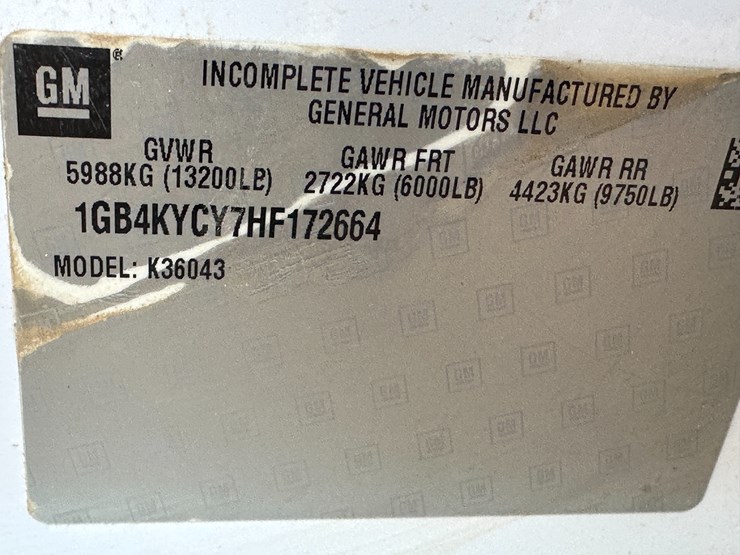 GM
®
INCOMPLETE VEHICLE MANUFACTURED BY
GENERAL MOTORS LLC
GVWR GAWR FRT GAWR RR
5988KG (13200LB) 2722KG (6000LB) 4423KG (9750LB)
1GB4KYCY7HF172664
MODEL: K36043